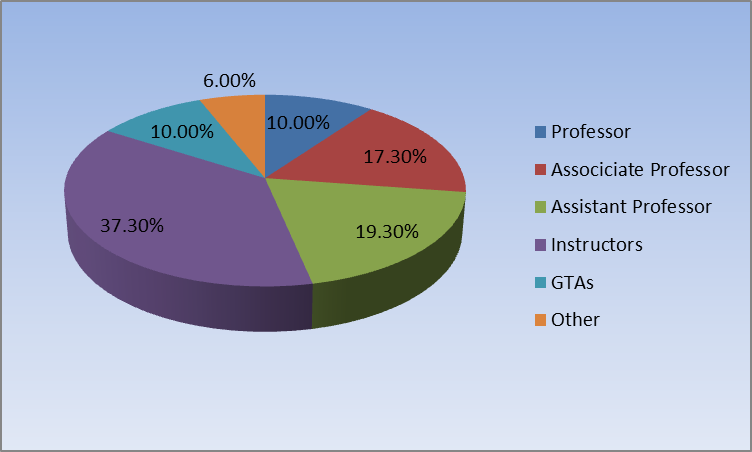 6.00%
10.00%
10.00%
17.30%
37.30%
19.30%
Professor
Associciate Professor
Assistant Professor
Instructors
GTAs
Other